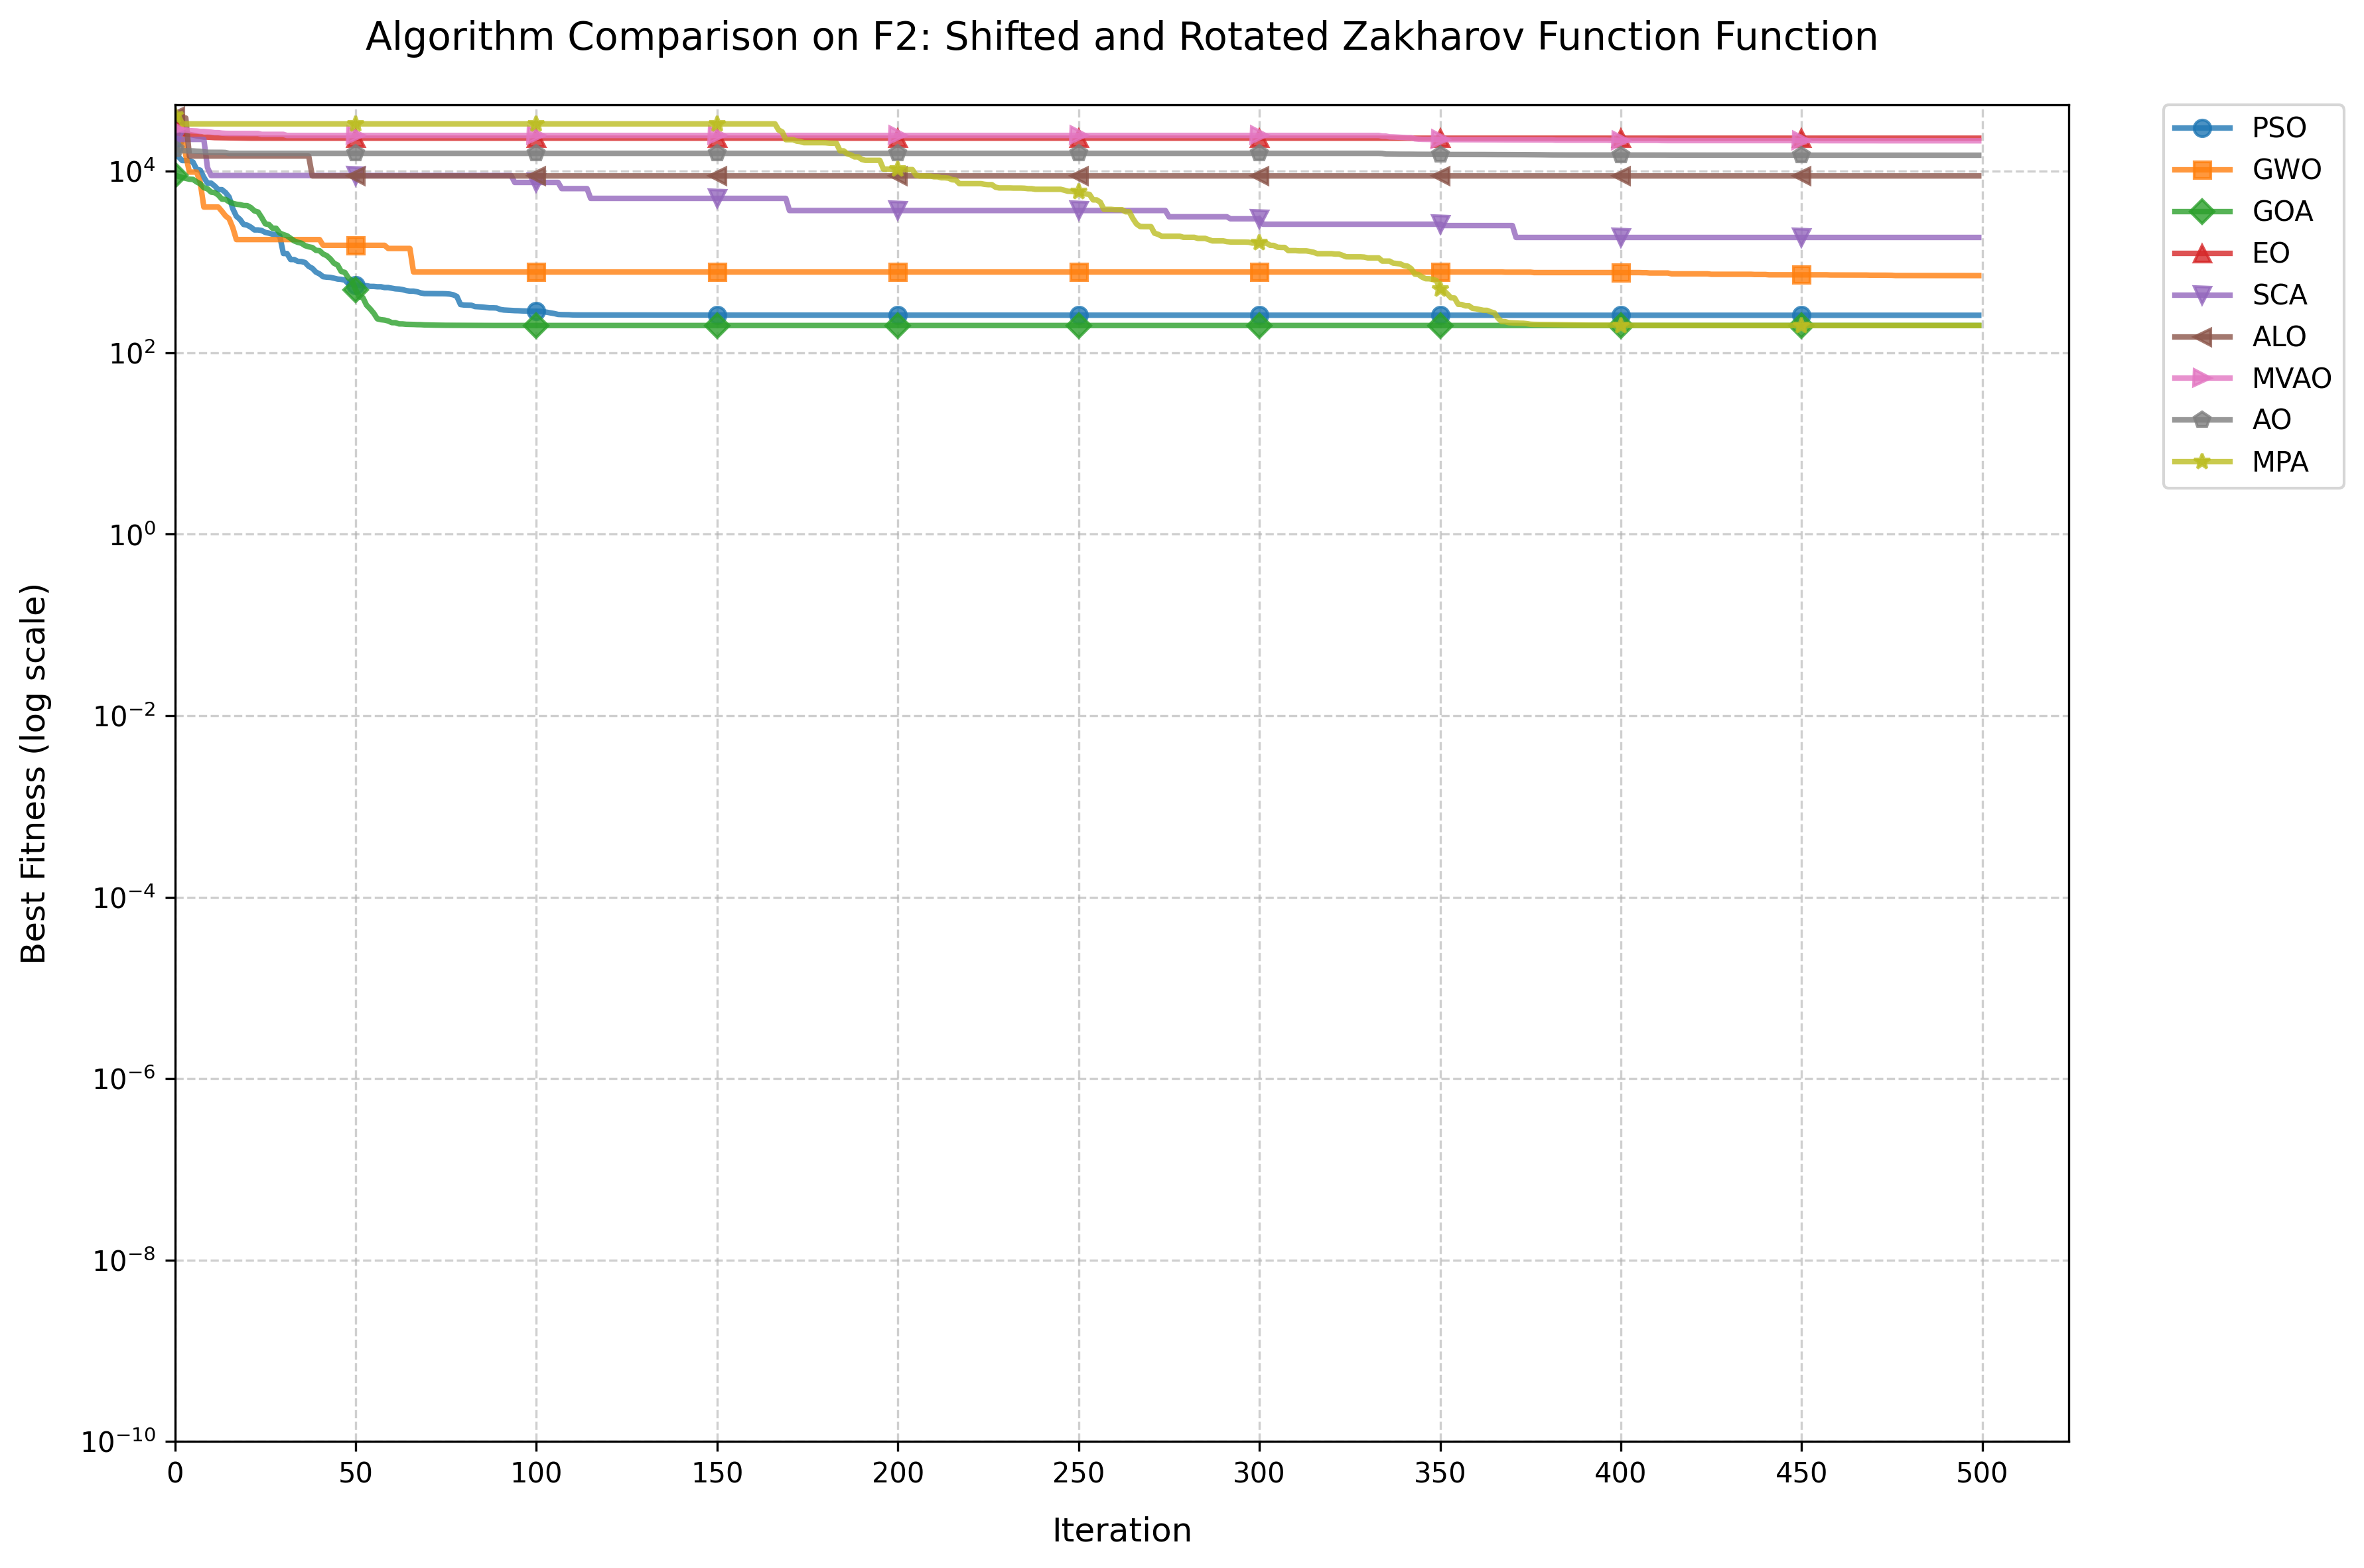 Algorithm Comparison on F2: Shifted and Rotated Zakharov Function Function
Best Fitness (log scale)
10^4
10^2
10^0
10^−2
10^−4
10^−6
10^−8
10^−10
0 50 100 150 200 250 300 350 400 450 500
Iteration
PSO
GWO
GOA
EO
SCA
ALO
MVAO
AO
MPA